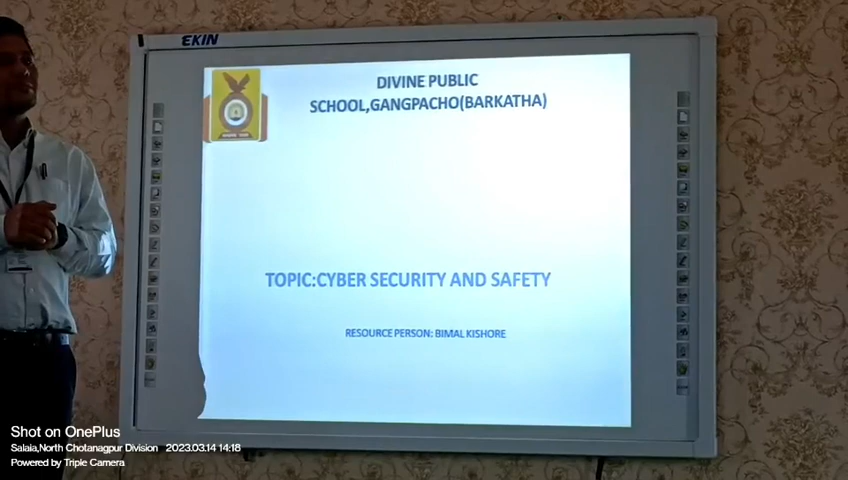 EKIN
DIVINE PUBLIC
SCHOOL,GANGPACHO(BARKATHA)
TOPIC:CYBER SECURITY AND SAFETY
RESOURCE PERSON: BIMAL KISHORE
Shot on OnePlus
Salaia,North Chotanagpur Division 2023.03.14 14:18
Powered by Triple Camera